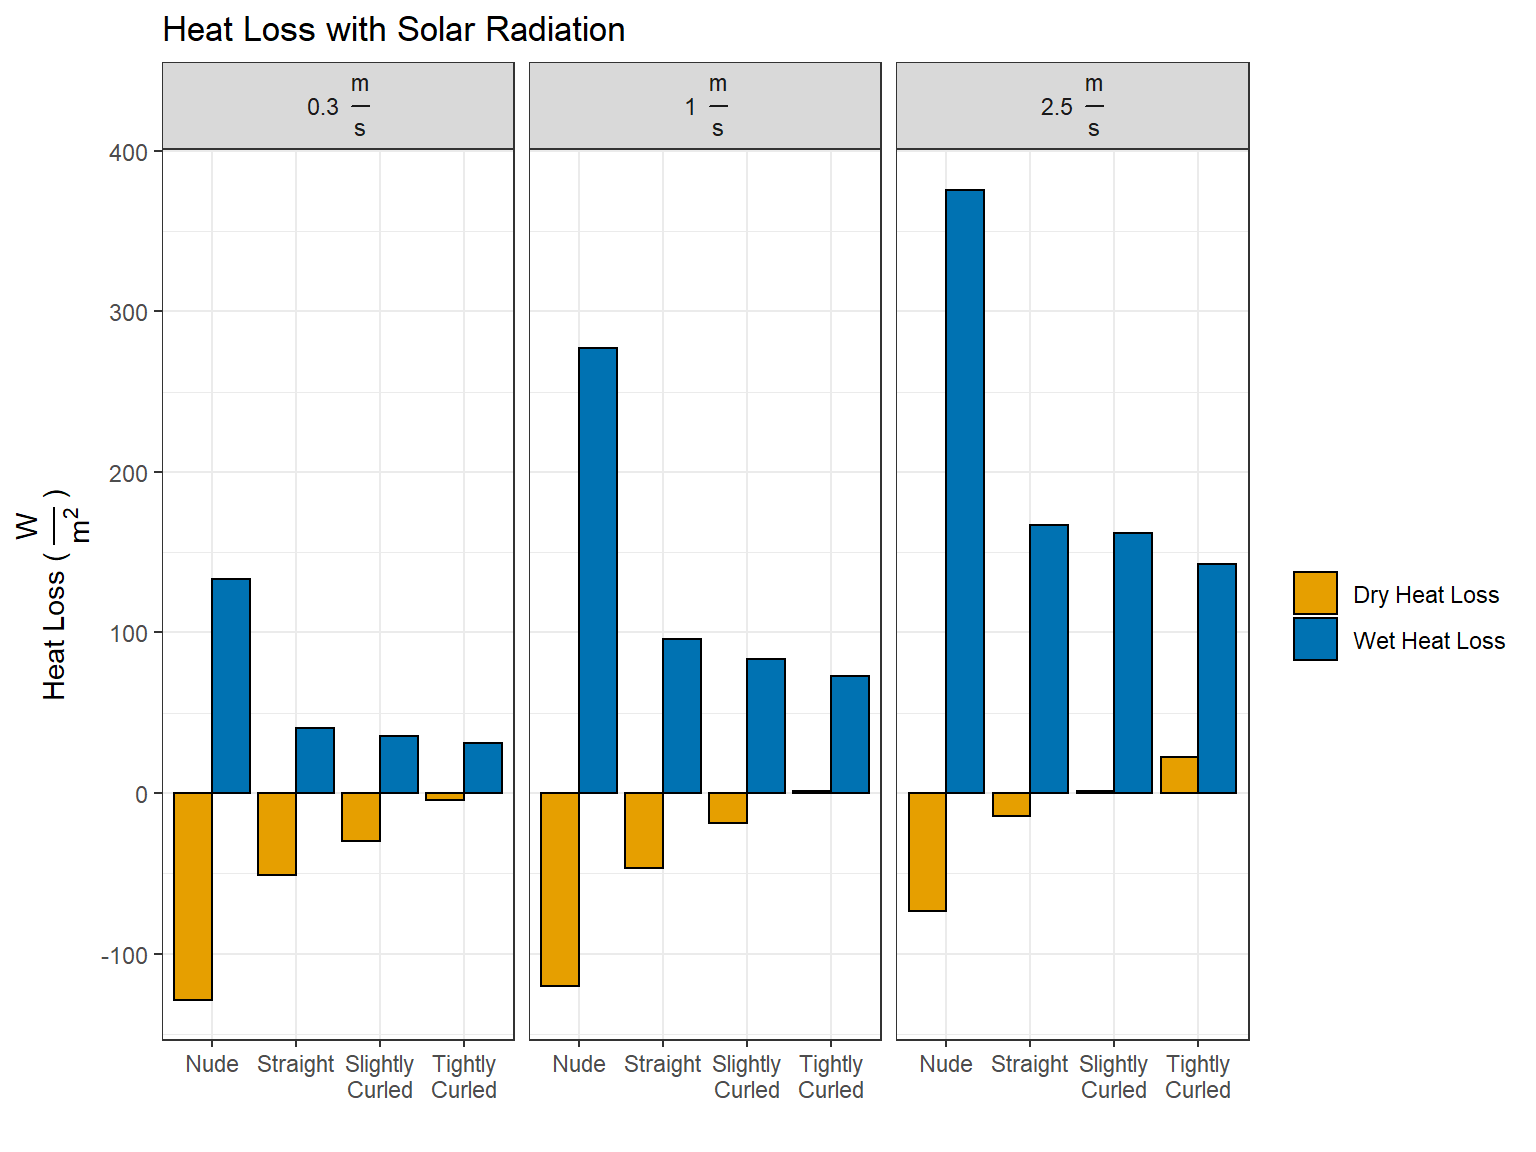 Heat Loss with Solar Radiation
0.3 m/s
1 m/s
2.5 m/s
400
300
200
100
0
-100
Heat Loss ( W/m² )
Nude Straight Slightly Curled Tightly Curled
Nude Straight Slightly Curled Tightly Curled
Nude Straight Slightly Curled Tightly Curled
Dry Heat Loss
Wet Heat Loss